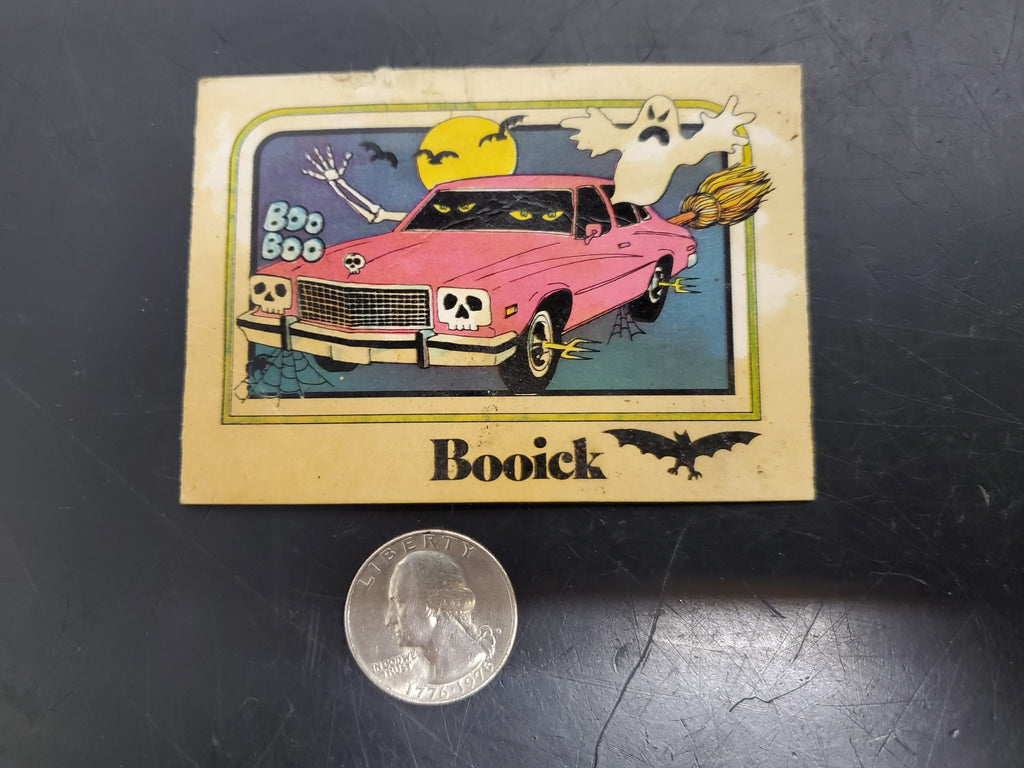 BOO
BOO
Booick
LIBERTY
IN GOD WE
TRUST
1776-1976